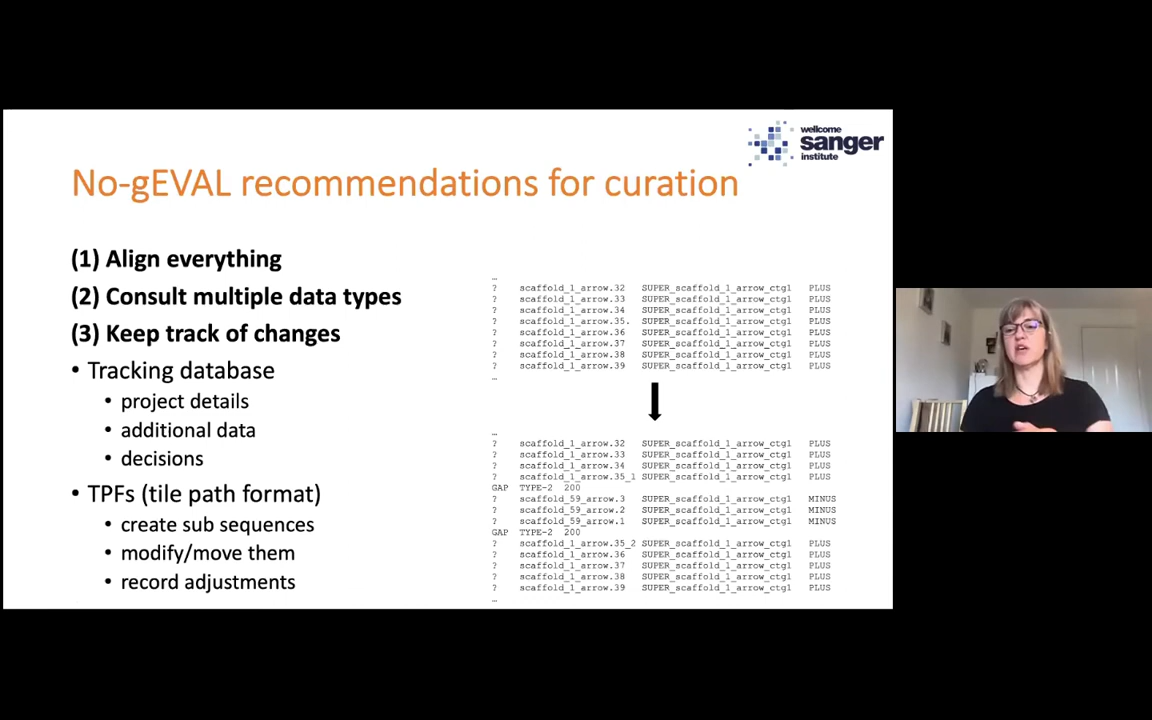 wellcome
sanger
institute
No-gEVAL recommendations for curation
(1) Align everything
(2) Consult multiple data types
(3) Keep track of changes
• Tracking database
• project details
• additional data
• decisions
• TPFs (tile path format)
• create sub sequences
• modify/move them
• record adjustments
…
? scaffold_1_arrow.32 SUPER_scaffold_1_arrow_ctg1 PLUS
? scaffold_1_arrow.33 SUPER_scaffold_1_arrow_ctg1 PLUS
? scaffold_1_arrow.34 SUPER_scaffold_1_arrow_ctg1 PLUS
? scaffold_1_arrow.35. SUPER_scaffold_1_arrow_ctg1 PLUS
? scaffold_1_arrow.36 SUPER_scaffold_1_arrow_ctg1 PLUS
? scaffold_1_arrow.37 SUPER_scaffold_1_arrow_ctg1 PLUS
? scaffold_1_arrow.38 SUPER_scaffold_1_arrow_ctg1 PLUS
? scaffold_1_arrow.39 SUPER_scaffold_1_arrow_ctg1 PLUS
…
…
? scaffold_1_arrow.32 SUPER_scaffold_1_arrow_ctg1 PLUS
? scaffold_1_arrow.33 SUPER_scaffold_1_arrow_ctg1 PLUS
? scaffold_1_arrow.34 SUPER_scaffold_1_arrow_ctg1 PLUS
? scaffold_1_arrow.35_1 SUPER_scaffold_1_arrow_ctg1 PLUS
GAP TYPE-2 200
? scaffold_59_arrow.3 SUPER_scaffold_1_arrow_ctg1 MINUS
? scaffold_59_arrow.2 SUPER_scaffold_1_arrow_ctg1 MINUS
? scaffold_59_arrow.1 SUPER_scaffold_1_arrow_ctg1 MINUS
GAP TYPE-2 200
? scaffold_1_arrow.35_2 SUPER_scaffold_1_arrow_ctg1 PLUS
? scaffold_1_arrow.36 SUPER_scaffold_1_arrow_ctg1 PLUS
? scaffold_1_arrow.37 SUPER_scaffold_1_arrow_ctg1 PLUS
? scaffold_1_arrow.38 SUPER_scaffold_1_arrow_ctg1 PLUS
? scaffold_1_arrow.39 SUPER_scaffold_1_arrow_ctg1 PLUS
…